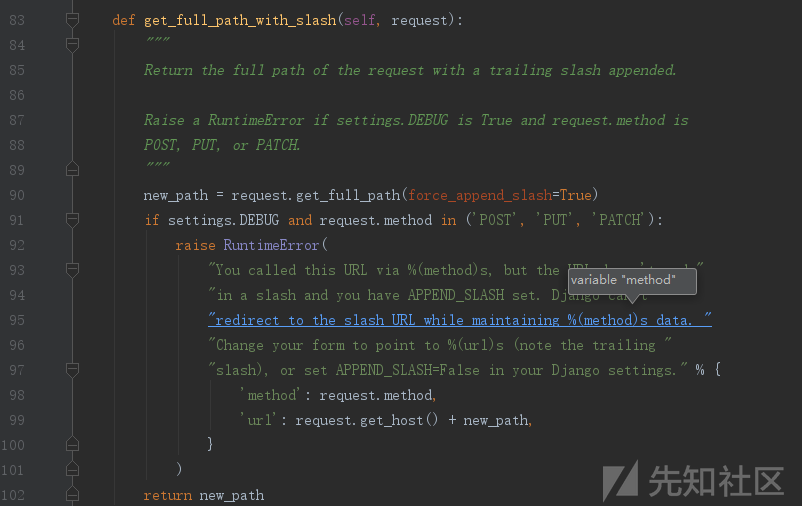 83 def get_full_path_with_slash(self, request):
84 """
85 Return the full path of the request with a trailing slash appended.
86
87 Raise a RuntimeError if settings.DEBUG is True and request.method is
88 POST, PUT, or PATCH.
89 """
90 new_path = request.get_full_path(force_append_slash=True)
91 if settings.DEBUG and request.method in ('POST', 'PUT', 'PATCH'):
92 raise RuntimeError(
93 "You called this URL via %(method)s, but the "
variable "method"
94 "in a slash and you have APPEND_SLASH set. Django
95 "redirect to the slash URL while maintaining %(method)s data. "
96 "Change your form to point to %(url)s (note the trailing "
97 "slash), or set APPEND_SLASH=False in your Django settings." % {
98 'method': request.method,
99 'url': request.get_host() + new_path,
100 }
101 )
102 return new_path
先知社区